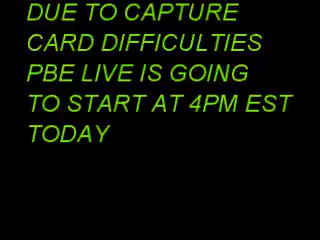 DUE TO CAPTURE
CARD DIFFICULTIES
PBE LIVE IS GOING
TO START AT 4PM EST
TODAY